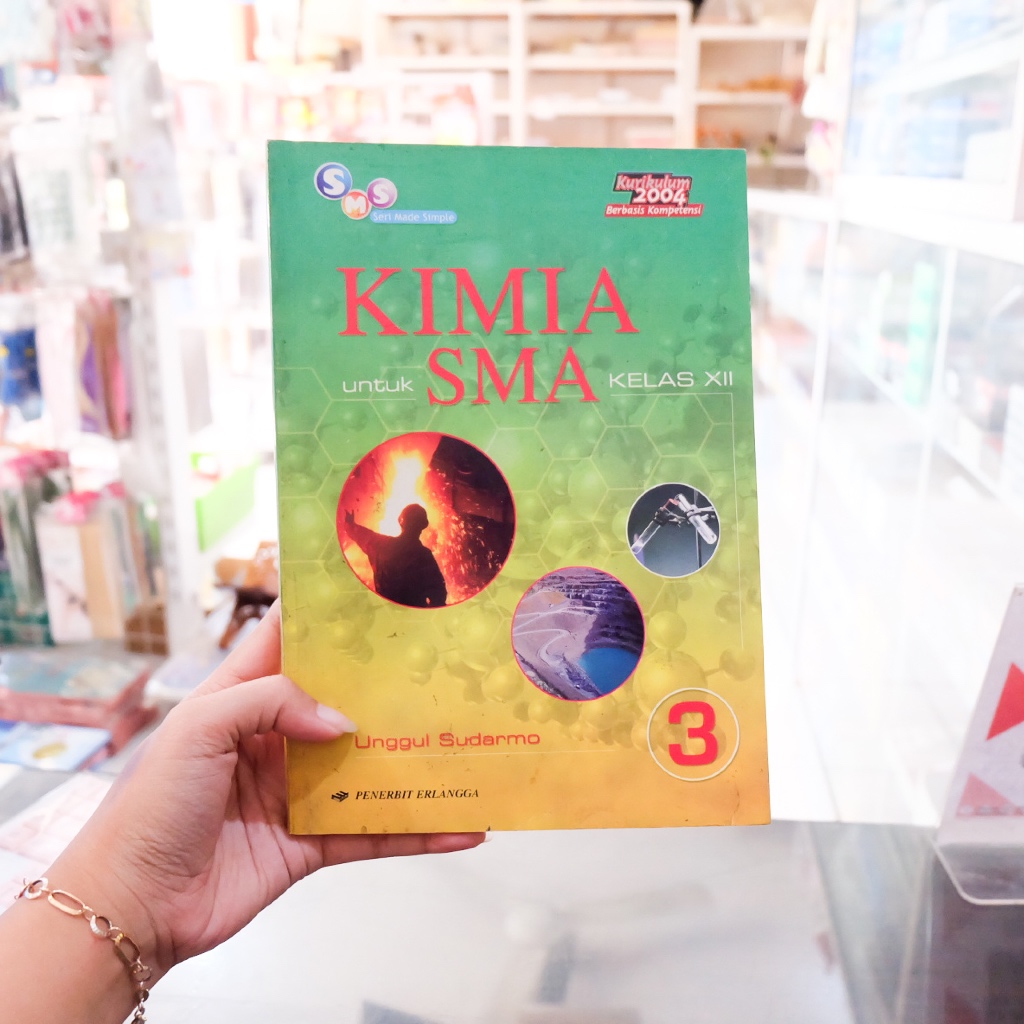 SMS
Seri Made Simple
Kurikulum
2004
Berbasis Kompetensi
KIMIA
untuk SMA KELAS XII
Unggul Sudarmo
3
PENERBIT ERLANGGA